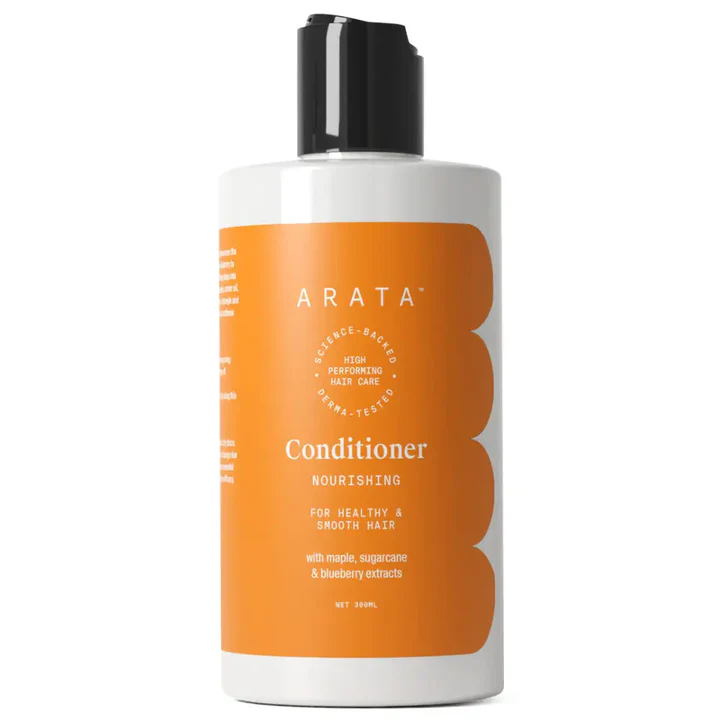 ARATA™
• SCIENCE-BACKED •
HIGH
PERFORMING
HAIR CARE
DERMA-TESTED
Conditioner
NOURISHING
FOR HEALTHY &
SMOOTH HAIR
with maple, sugarcane
& blueberry extracts
NET 300ML